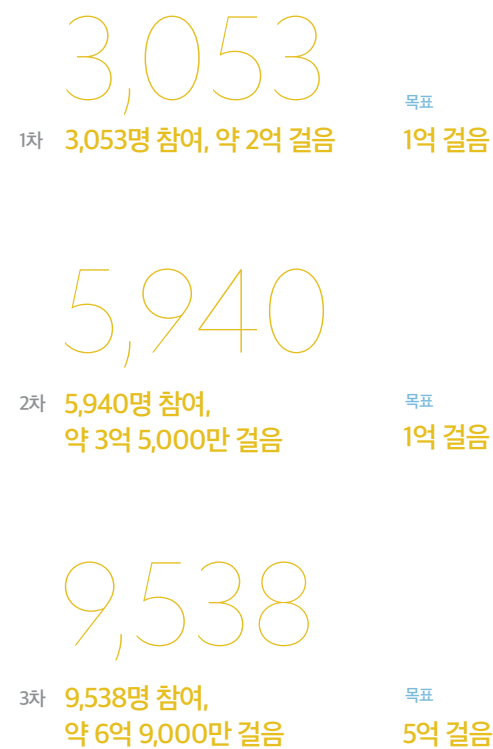 3,053
목표
1차 3,053명 참여, 약 2억 걸음 1억 걸음
5,940
2차 5,940명 참여, 목표
약 3억 5,000만 걸음 1억 걸음
9,538
3차 9,538명 참여, 목표
약 6억 9,000만 걸음 5억 걸음